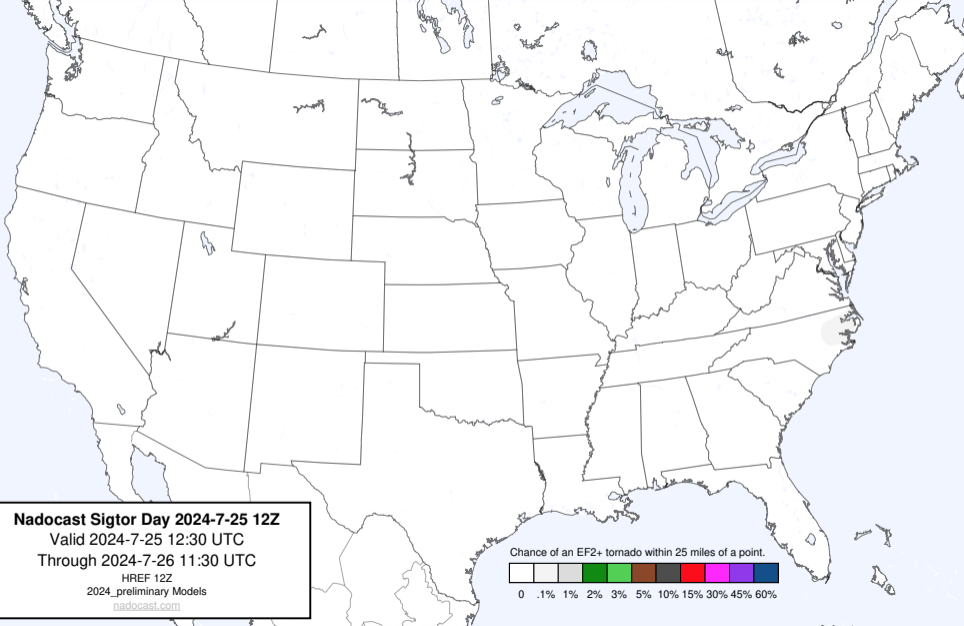 Nadocast Sigtor Day 2024-7-25 12Z
Valid 2024-7-25 12:30 UTC
Through 2024-7-26 11:30 UTC
HREF 12Z
2024_preliminary Models
nadocast.com
Chance of an EF2+ tornado within 25 miles of a point.
0 .1% 1% 2% 3% 5% 10% 15% 30% 45% 60%